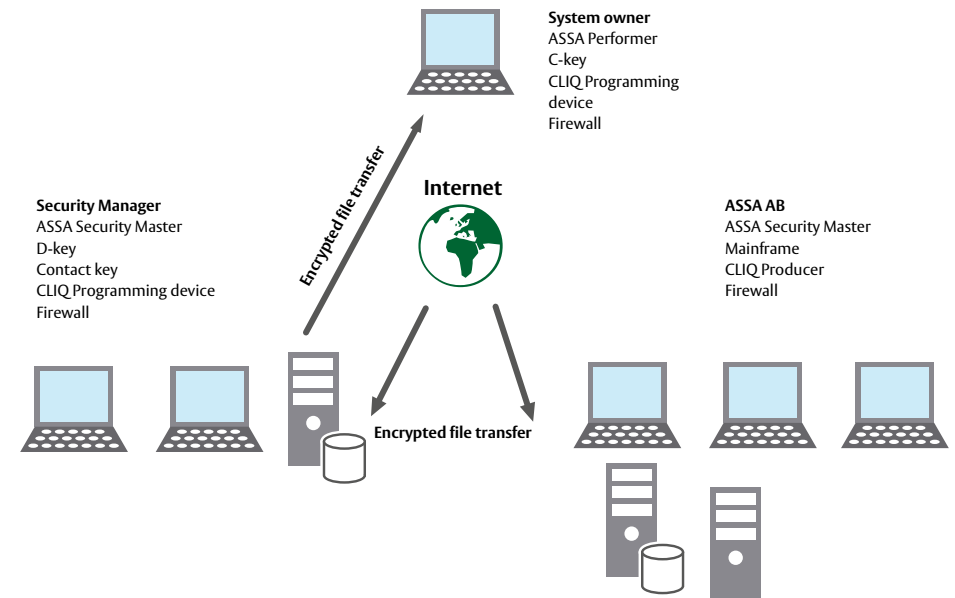 System owner
ASSA Performer
C-key
CLIQ Programming
device
Firewall
Encrypted file transfer
Internet
Security Manager
ASSA Security Master
D-key
Contact key
CLIQ Programming device
Firewall
ASSA AB
ASSA Security Master
Mainframe
CLIQ Producer
Firewall
Encrypted file transfer